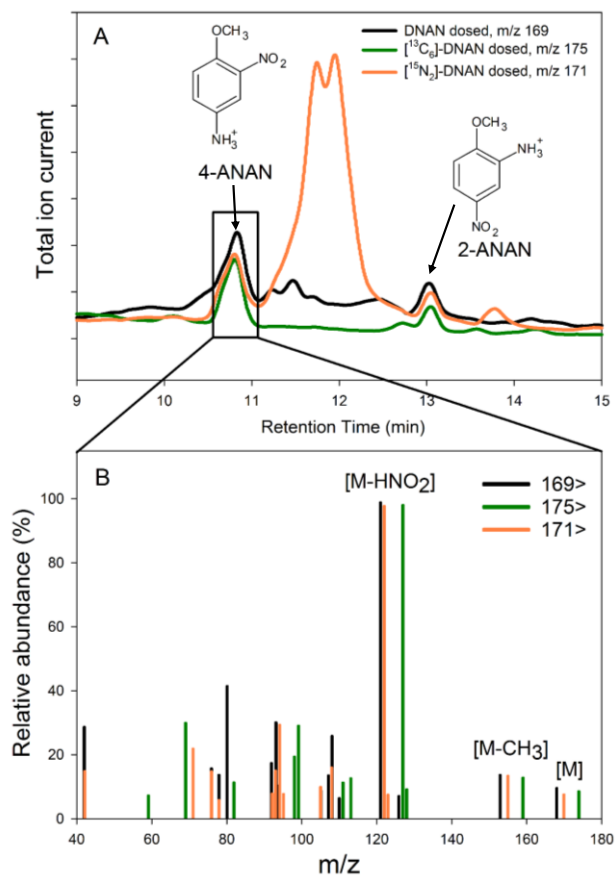 A
DNAN dosed, m/z 169
[¹³C₆]-DNAN dosed, m/z 175
[¹⁵N₂]-DNAN dosed, m/z 171
OCH₃
NO₂
NH₃⁺
4-ANAN
OCH₃
NH₃⁺
NO₂
2-ANAN
Total ion current
9 10 11 12 13 14 15
Retention Time (min)
B
[M-HNO₂]
169>
175>
171>
[M-CH₃]
[M]
Relative abundance (%)
100
80
60
40
20
0
40 60 80 100 120 140 160 180
m/z